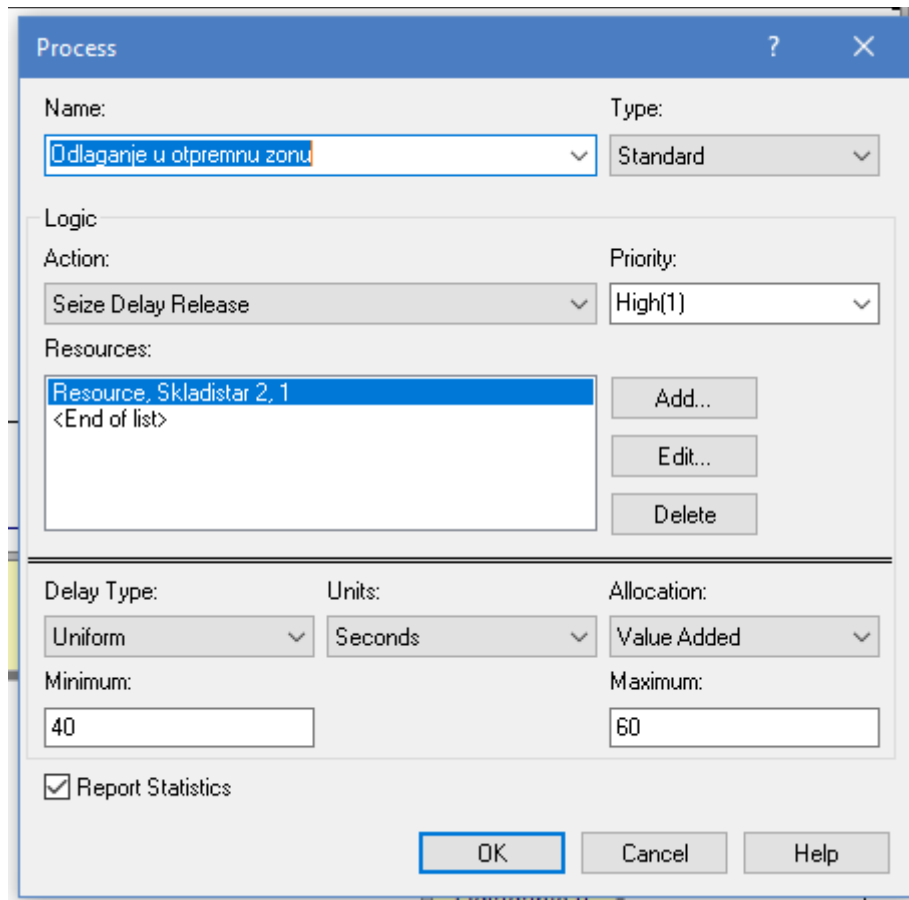 Process ? ×
Name: Type:
Odlaganje u otpremnu zonu Standard
Logic
Action: Priority:
Seize Delay Release High(1)
Resources:
Resource, Skladistar 2, 1
<End of list>
Add...
Edit...
Delete
Delay Type: Units: Allocation:
Uniform Seconds Value Added
Minimum: Maximum:
40 60
Report Statistics
OK Cancel Help